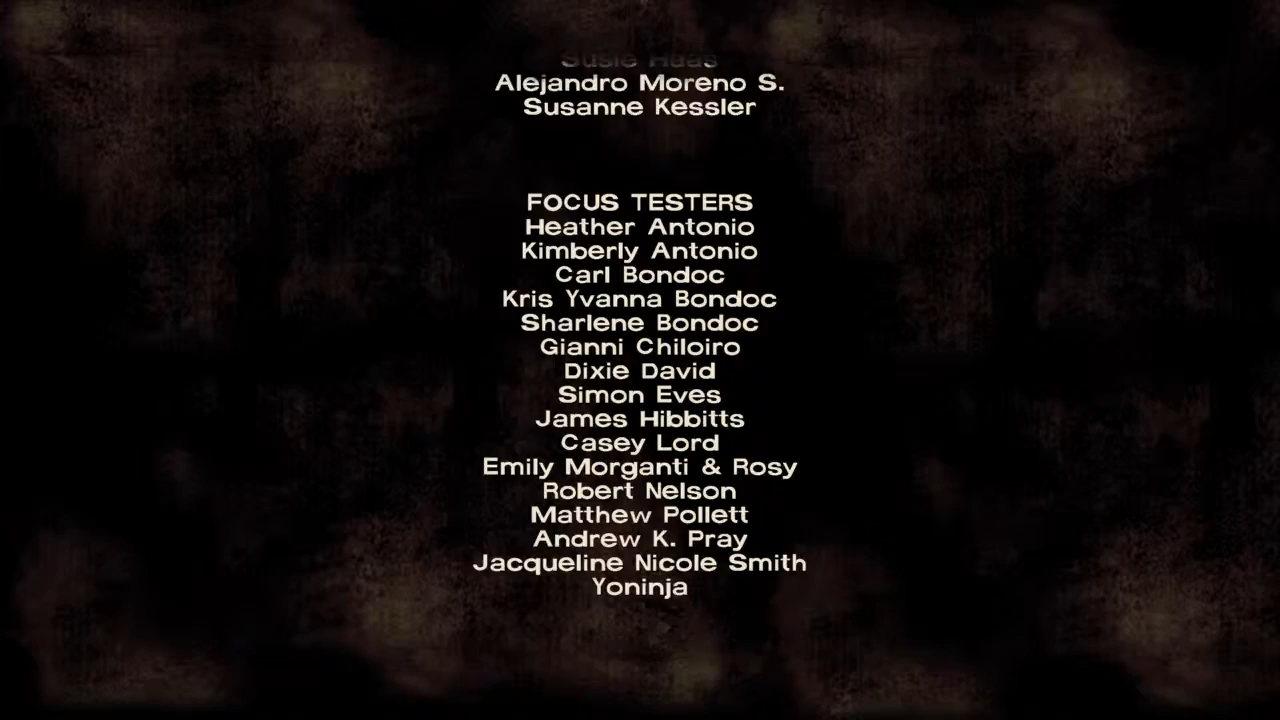 Susie Haas
Alejandro Moreno S.
Susanne Kessler
FOCUS TESTERS
Heather Antonio
Kimberly Antonio
Carl Bondoc
Kris Yvanna Bondoc
Sharlene Bondoc
Gianni Chiloiro
Dixie David
Simon Eves
James Hibbitts
Casey Lord
Emily Morganti & Rosy
Robert Nelson
Matthew Pollett
Andrew K. Pray
Jacqueline Nicole Smith
Yoninja